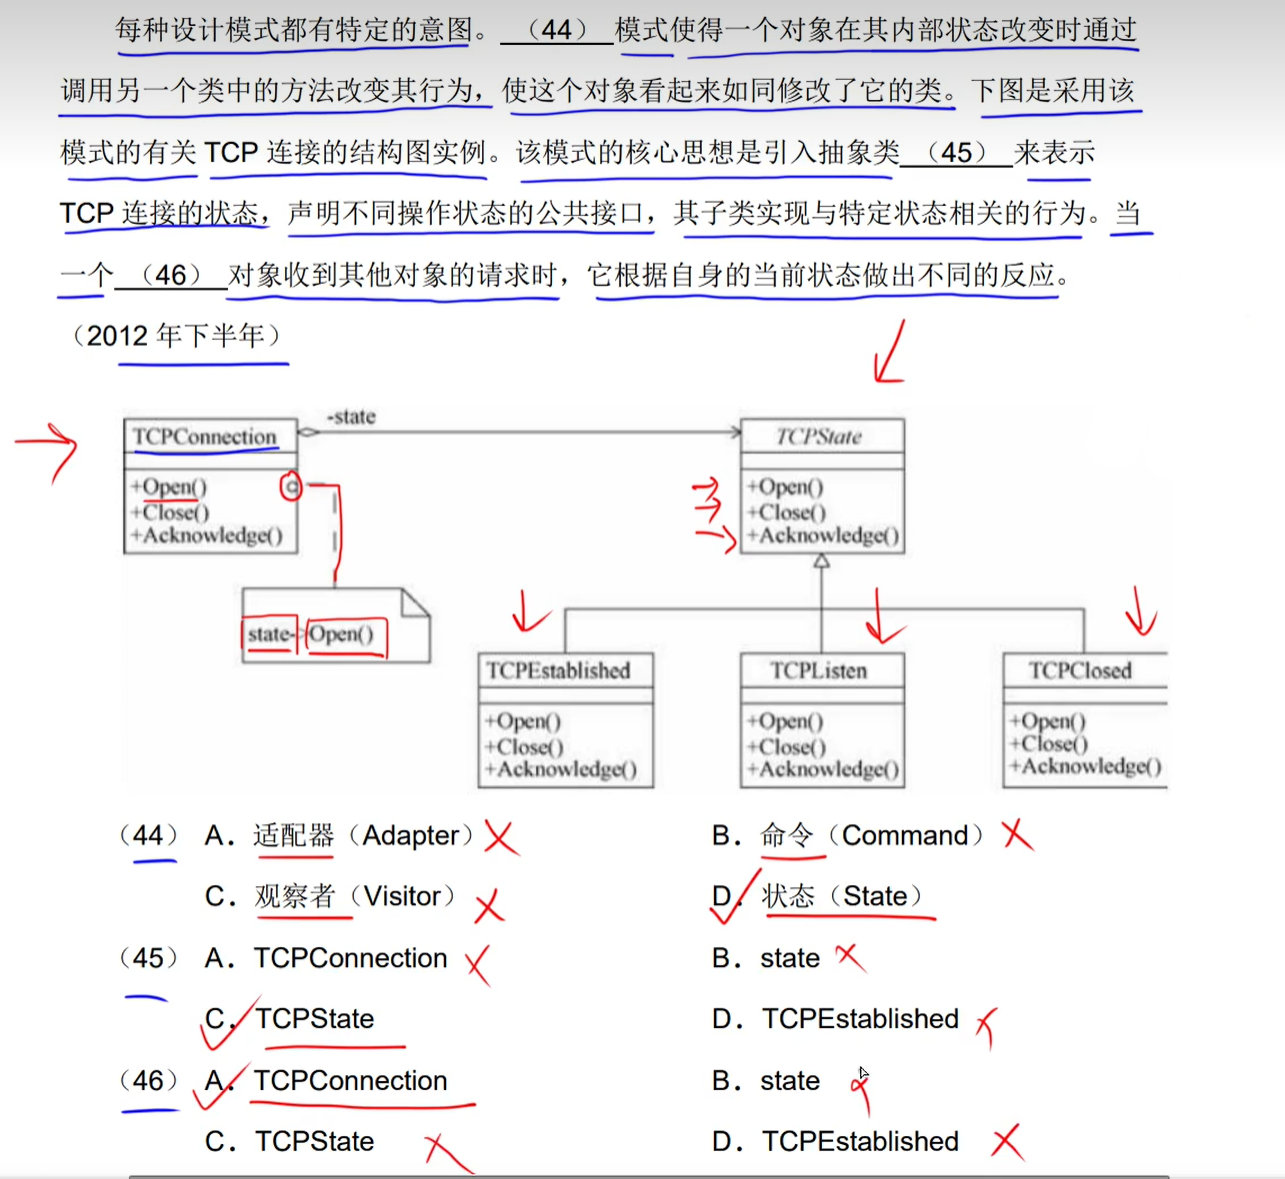 每种设计模式都有特定的意图。 （44） 模式使得一个对象在其内部状态改变时通过
调用另一个类中的方法改变其行为，使这个对象看起来如同修改了它的类。下图是采用该
模式的有关 TCP 连接的结构图实例。该模式的核心思想是引入抽象类 （45） 来表示
TCP 连接的状态，声明不同操作状态的公共接口，其子类实现与特定状态相关的行为。当
一个 （46） 对象收到其他对象的请求时，它根据自身的当前状态做出不同的反应。
（2012 年下半年）
-state
TCPConnection
TCPState
+Open()
+Close()
+Acknowledge()
+Open()
+Close()
+Acknowledge()
state->Open()
TCPEstablished
TCPListen
TCPClosed
+Open()
+Close()
+Acknowledge()
+Open()
+Close()
+Acknowledge()
+Open()
+Close()
+Acknowledge()
（44） A．适配器（Adapter） B．命令（Command）
C．观察者（Visitor） D．状态（State）
（45） A．TCPConnection B．state
C．TCPState D．TCPEstablished
（46） A．TCPConnection B．state
C．TCPState D．TCPEstablished